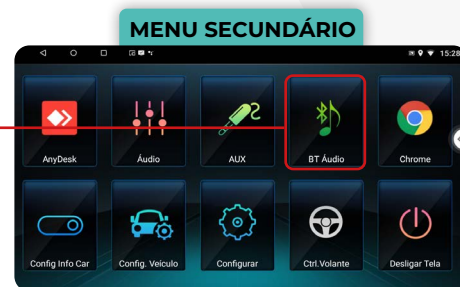 MENU SECUNDÁRIO
15:28
AnyDesk
Áudio
AUX
BT Áudio
Chrome
Config Info Car
Config. Veículo
Configurar
Ctrl.Volante
Desligar Tela